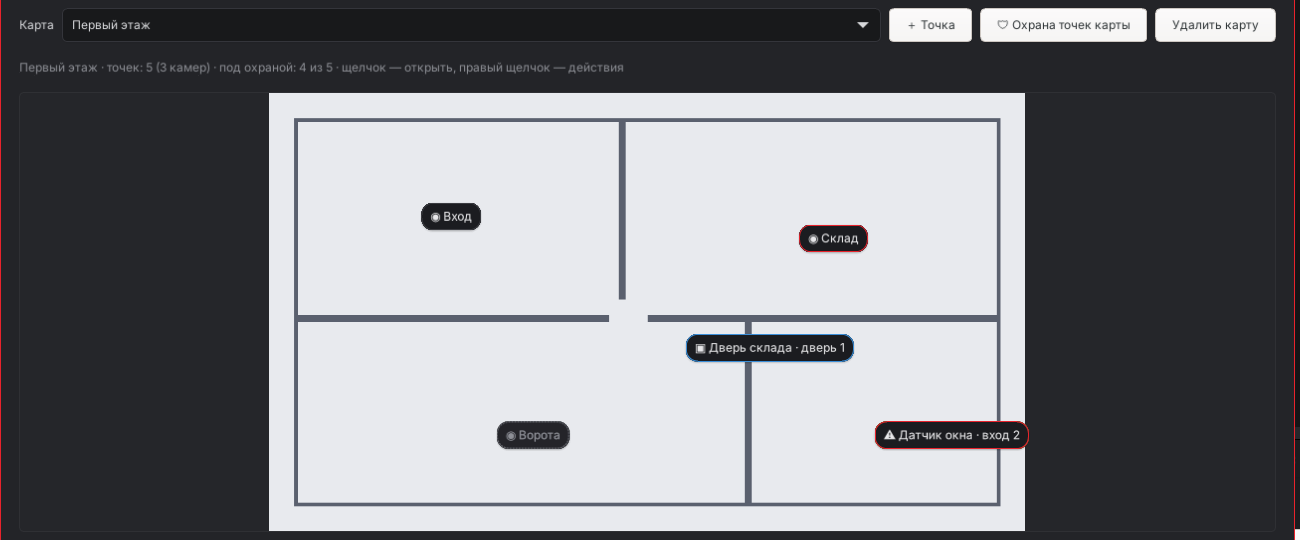 Карта Первый этаж + Точка Охрана точек карты Удалить карту
Первый этаж · точек: 5 (3 камер) · под охраной: 4 из 5 · щелчок — открыть, правый щелчок — действия
Вход
Склад
Дверь склада · дверь 1
Ворота
Датчик окна · вход 2